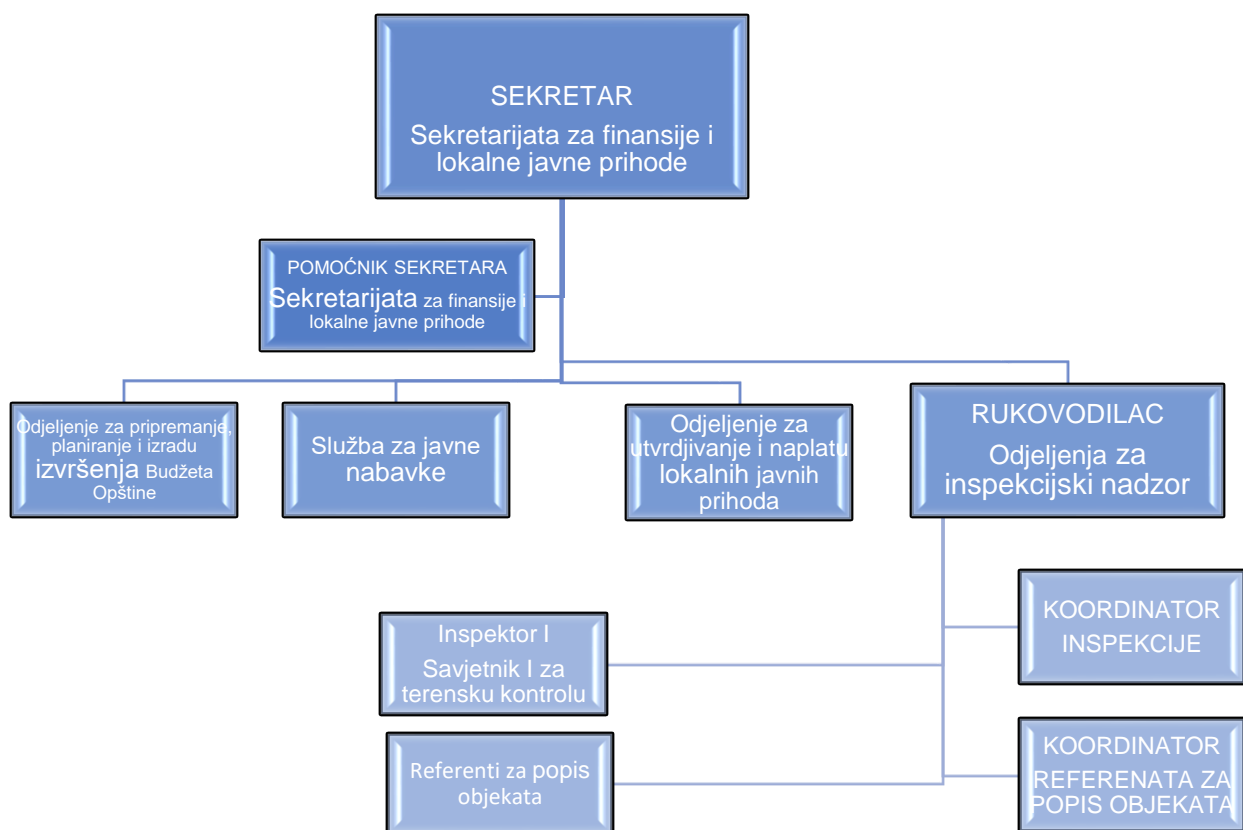 SEKRETAR
Sekretarijata za finansije i
lokalne javne prihode
POMOĆNIK SEKRETARA
Sekretarijata za finansije i
lokalne javne prihode
Odjeljenje za pripremanje,
planiranje i izradu
izvršenja Budžeta
Opštine
Služba za javne
nabavke
Odjeljenje za
utvrdjivanje i naplatu
lokalnih javnih
prihoda
RUKOVODILAC
Odjeljenja za
inspekcijski nadzor
Inspektor I
Savjetnik I za
terensku kontrolu
KOORDINATOR
INSPEKCIJE
Referenti za popis
objekata
KOORDINATOR
REFERENATA ZA
POPIS OBJEKATA